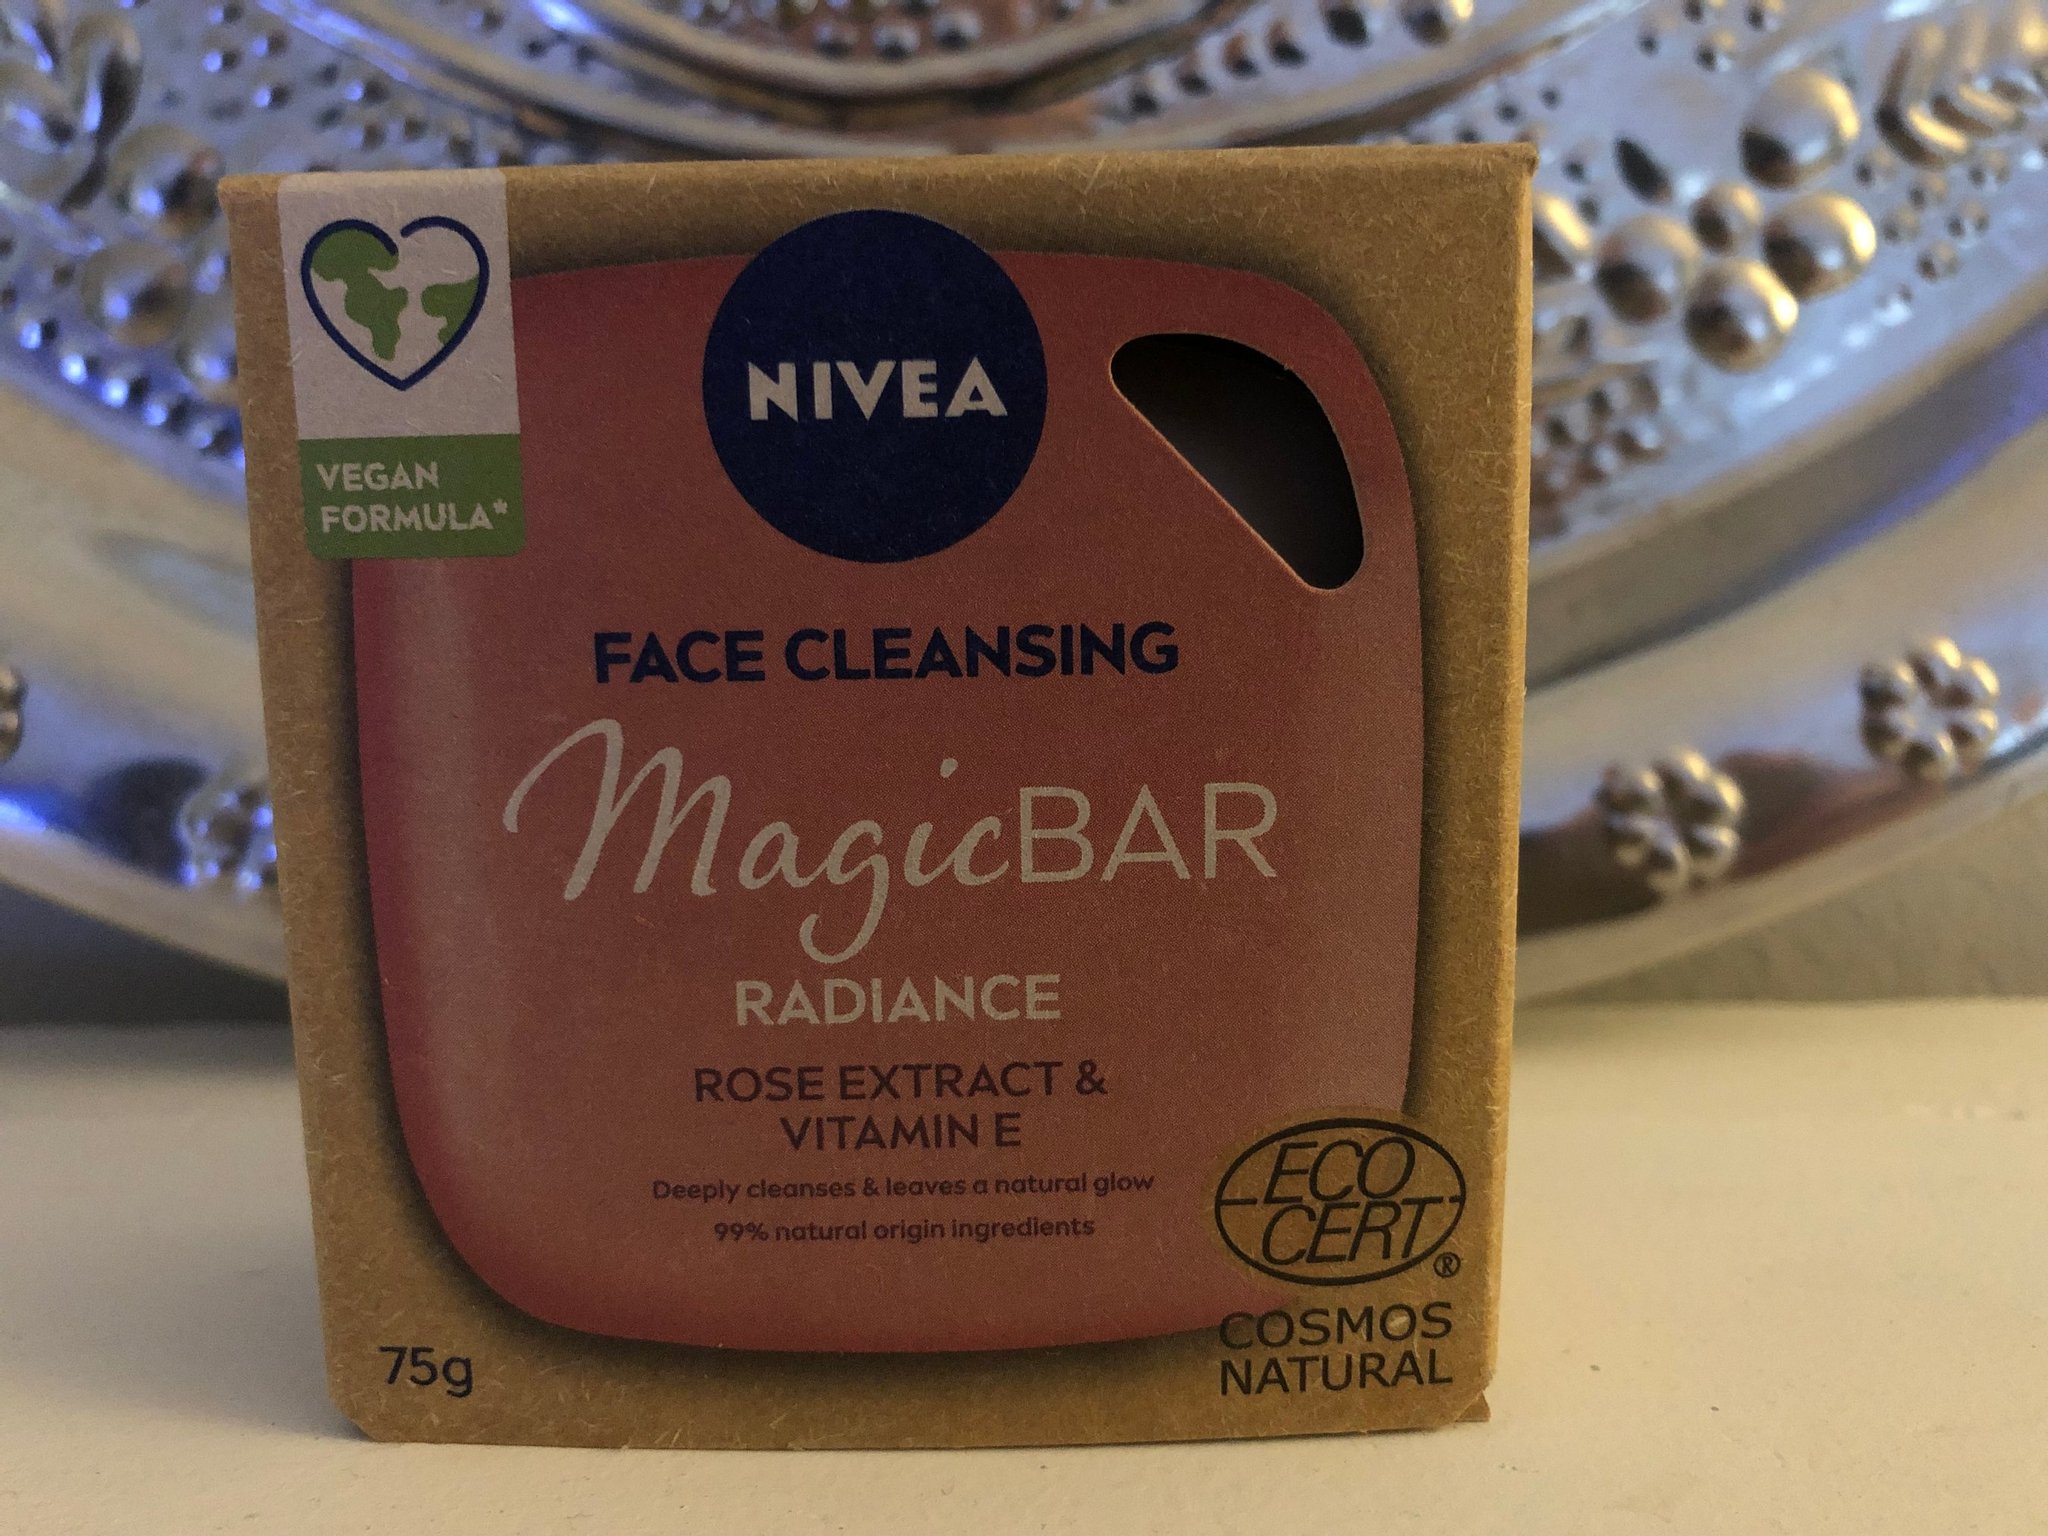 NIVEA
VEGAN
FORMULA*
FACE CLEANSING
MagicBAR
RADIANCE
ROSE EXTRACT &
VITAMIN E
Deeply cleanses & leaves a natural glow
99% natural origin ingredients
ECO
CERT®
COSMOS
NATURAL
75g